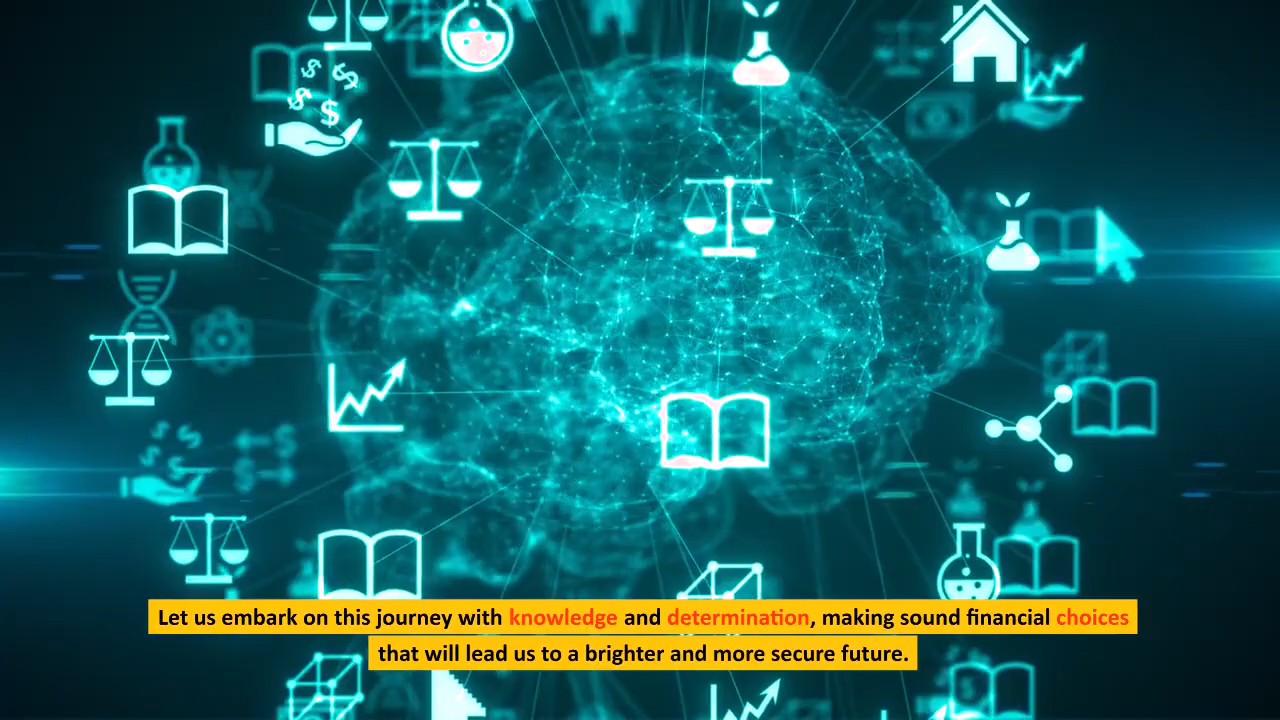 Let us embark on this journey with knowledge and determination, making sound financial choices
that will lead us to a brighter and more secure future.